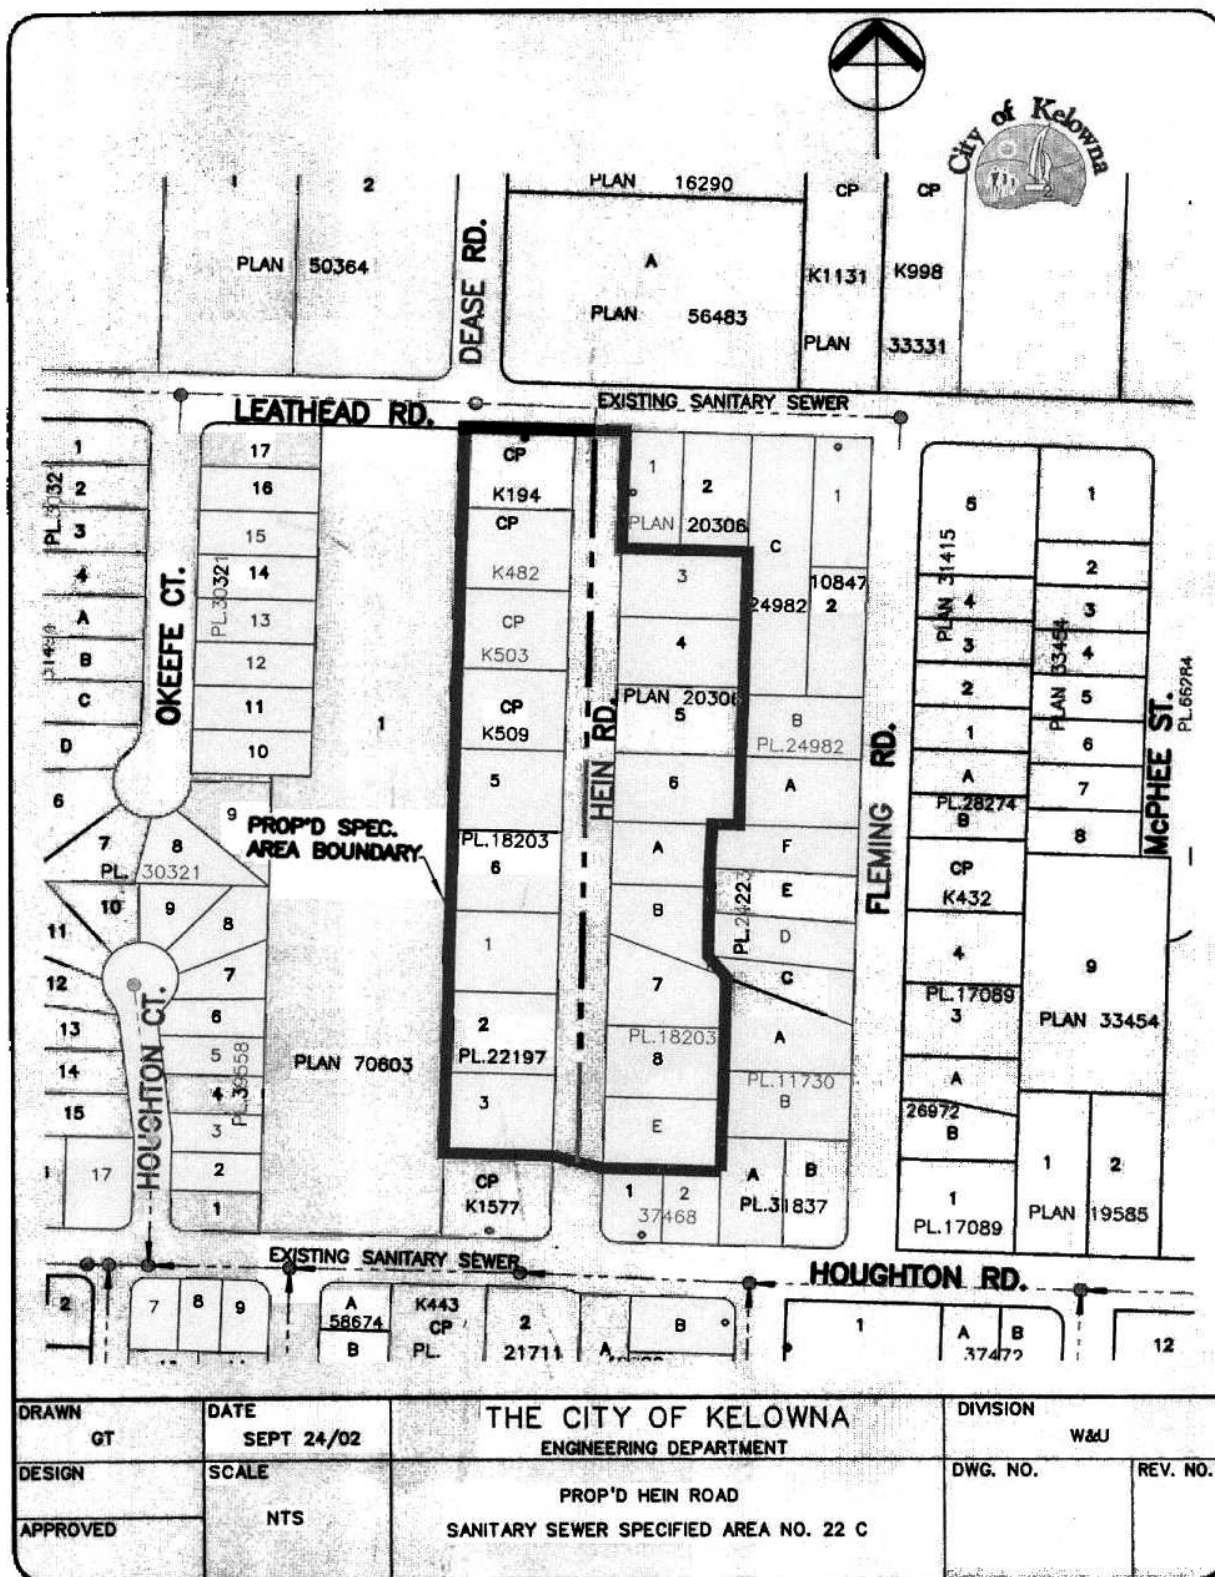 City of Kelowna
PLAN 16290
CP
CP
1
2
PLAN 50364
DEASE RD.
A
PLAN 56483
K1131
K998
PLAN 33331
LEATHEAD RD.
EXISTING SANITARY SEWER
1
2
PL.3032
3
4
A
B
C
D
6
OKEEFE CT.
17
16
15
14
PL.30321
13
12
11
10
9
7
8
PL. 30321
1
PLAN 70603
PROP'D SPEC.
AREA BOUNDARY
CP
K194
CP
K482
CP
K503
CP
K509
5
PL.18203
6
1
2
PL.22197
3
CP
K1577
HEIN RD.
1
2
PLAN 20306
3
4
PLAN 20306
5
6
A
B
7
PL.18203
8
E
1
2
37468
C
24982
1
10847
2
B
PL.24982
A
F
E
PL.24223
D
C
A
PL.11730
B
A
B
PL.31837
FLEMING RD.
5
PLAN 31415
4
3
2
1
A
PL.28274
B
CP
K432
4
PL.17089
3
A
26972
B
1
PL.17089
1
2
3
PLAN 33454
4
5
6
7
8
9
PLAN 33454
1
2
PLAN 19585
McPHEE ST.
PL.66284
10
9
8
11
7
12
6
13
5
14
4
PL.39558
15
3
17
2
1
HOUGHTON CT.
EXISTING SANITARY SEWER
HOUGHTON RD.
2
7
8
9
A
58674
B
K443
CP
PL.
2
21711
A
B
1
A
B
37472
12
DRAWN
GT
DATE
SEPT 24/02
THE CITY OF KELOWNA
ENGINEERING DEPARTMENT
DIVISION
W&U
DESIGN
SCALE
NTS
PROP'D HEIN ROAD
SANITARY SEWER SPECIFIED AREA NO. 22 C
DWG. NO.
REV. NO.
APPROVED